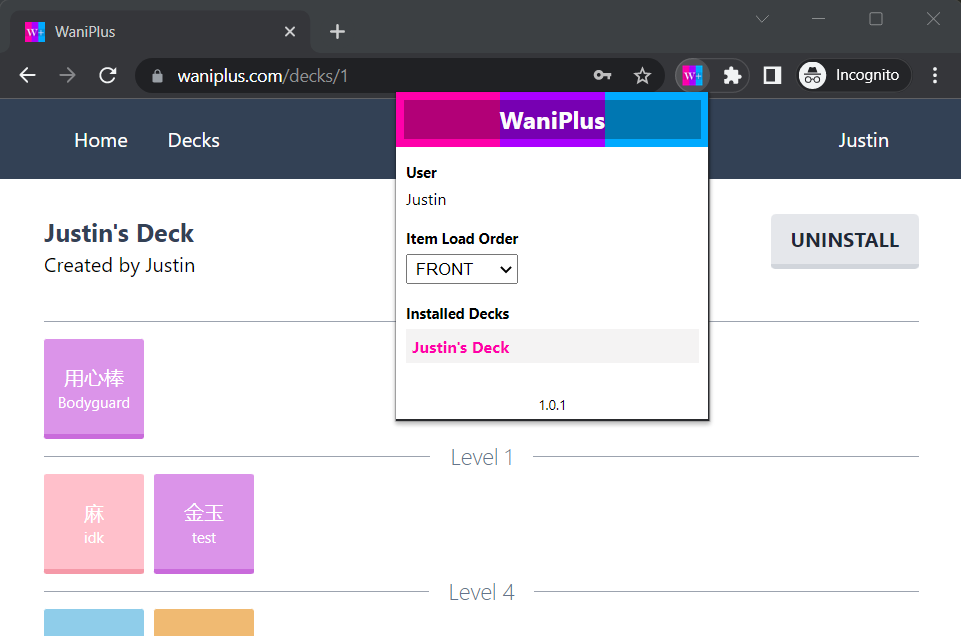 W+ WaniPlus
waniplus.com/decks/1
W+
Incognito
Home
Decks
Justin
WaniPlus
User
Justin
Item Load Order
FRONT
Installed Decks
Justin's Deck
1.0.1
Justin's Deck
Created by Justin
UNINSTALL
用心棒
Bodyguard
Level 1
麻
idk
金玉
test
Level 4